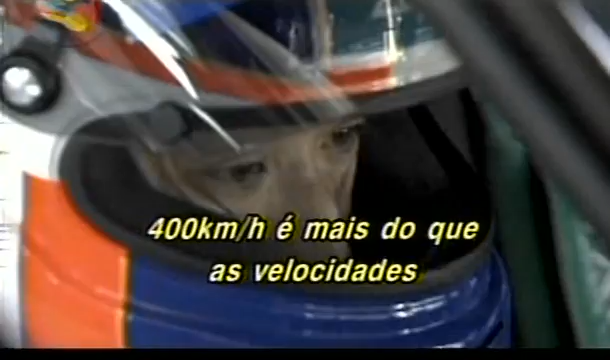 400km/h é mais do que
as velocidades